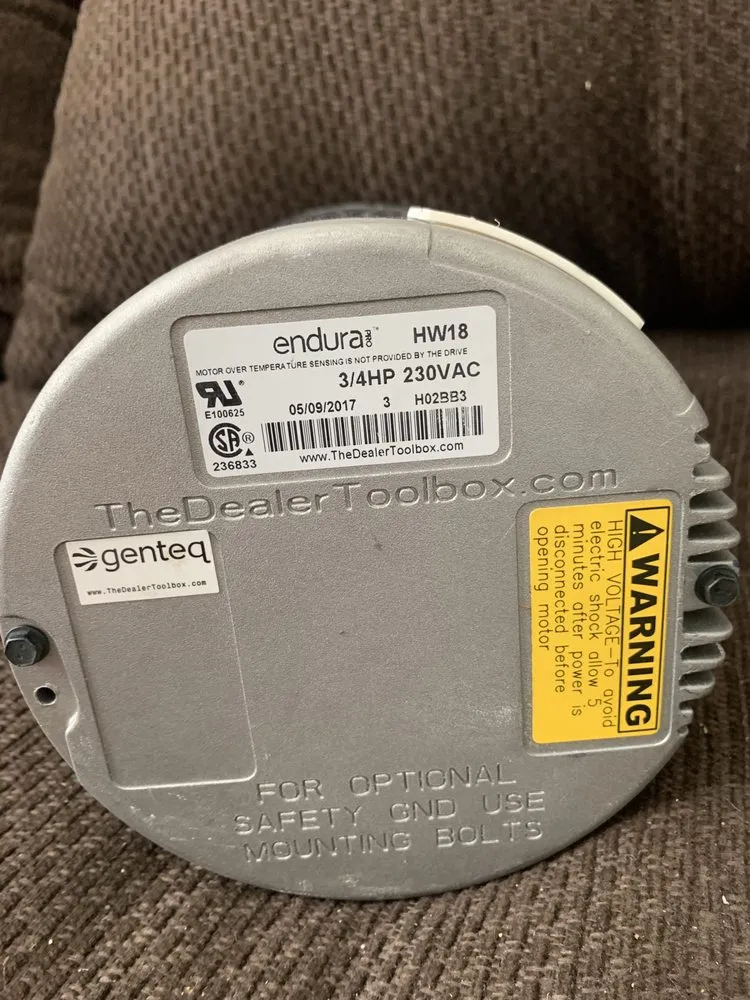 endura PRO™ HW18
MOTOR OVER TEMPERATURE SENSING IS NOT PROVIDED BY THE DRIVE
3/4HP 230VAC
E100625
05/09/2017 3 H02BB3
SA ®
236833
www.TheDealerToolbox.com
TheDealerToolbox.com
genteq
www.TheDealerToolbox.com
WARNING
HIGH VOLTAGE-To avoid
electric shock allow 5
minutes after power is
disconnected before
opening motor
FOR OPTIONAL
SAFETY GND USE
MOUNTING BOLTS